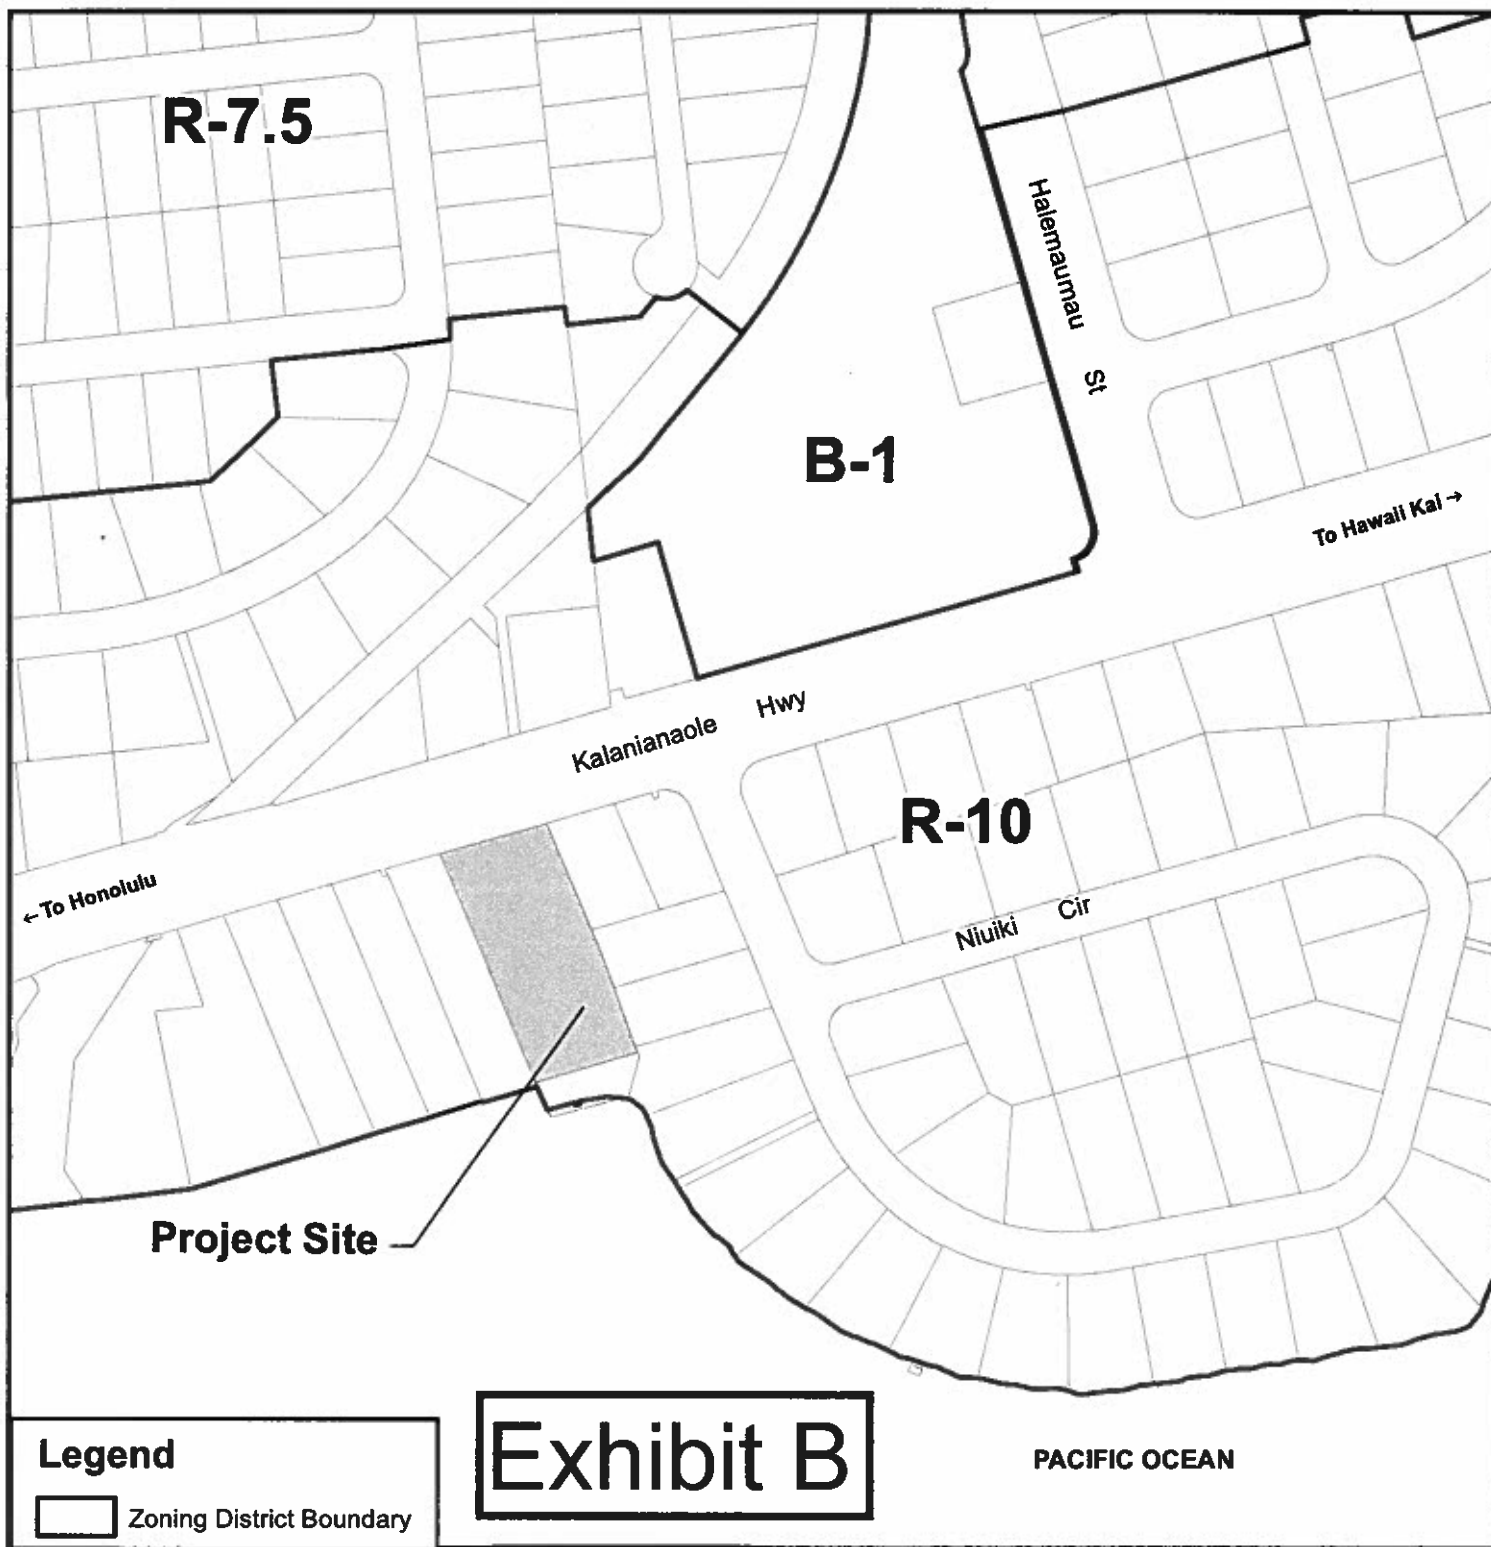 R-7.5
Halemaumau St
B-1
To Hawaii Kai →
Kalanianaole Hwy
R-10
← To Honolulu
Niuiki Cir
Project Site
Exhibit B
PACIFIC OCEAN
Legend
Zoning District Boundary